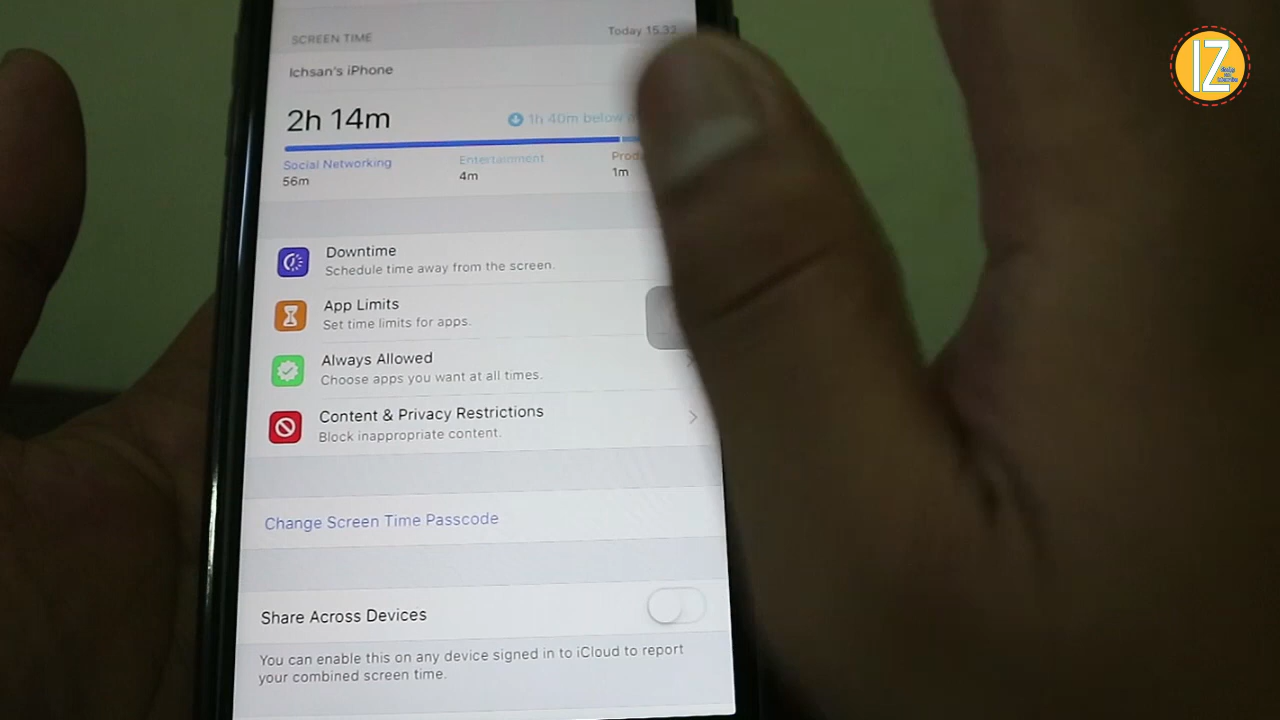 SCREEN TIME
Today 15.32
Ichsan's iPhone
2h 14m
1h 40m below
Social Networking
Entertainment
56m
4m
1m
Downtime
Schedule time away from the screen.
App Limits
Set time limits for apps.
Always Allowed
Choose apps you want at all times.
Content & Privacy Restrictions
Block inappropriate content.
Change Screen Time Passcode
Share Across Devices
You can enable this on any device signed in to iCloud to report
your combined screen time.
IZ